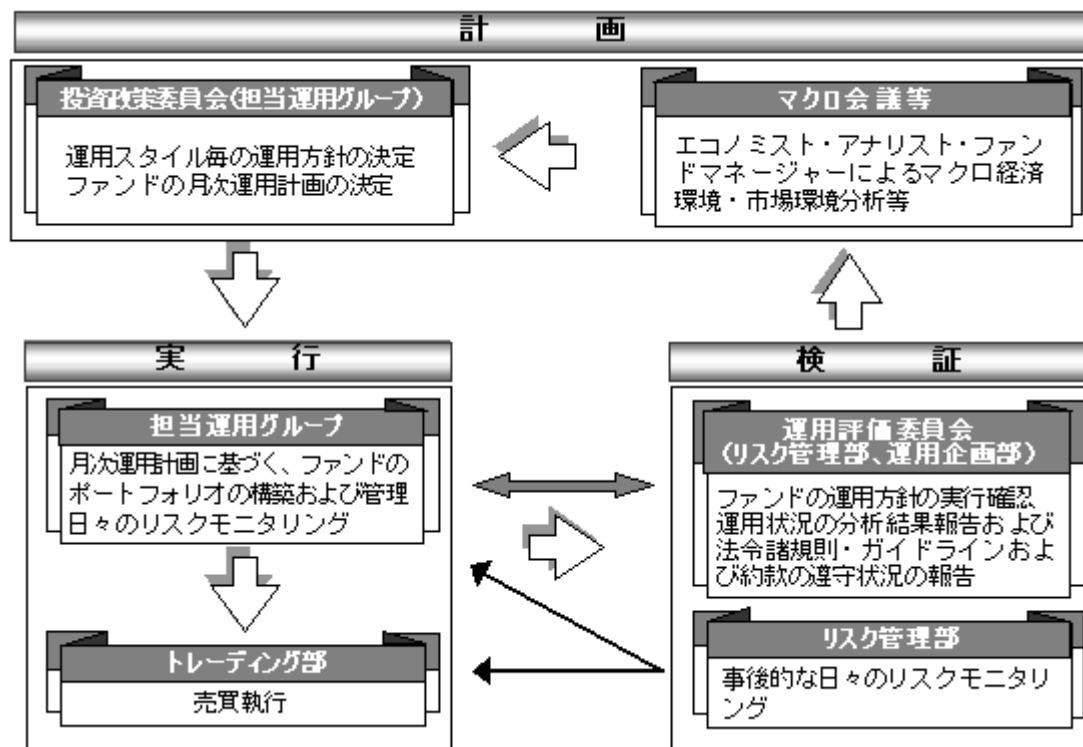 計 画
投資政策委員会(担当運用グループ)
運用スタイル毎の運用方針の決定
ファンドの月次運用計画の決定
マクロ会議等
エコノミスト・アナリスト・ファン
ドマネージャーによるマクロ経済
環境・市場環境分析等
実 行
担当運用グループ
月次運用計画に基づく、ファンドの
ポートフォリオの構築および管理
日々のリスクモニタリング
トレーディング部
売買執行
検 証
運用評価委員会
(リスク管理部、運用企画部)
ファンドの運用方針の実行確認
運用状況の分析結果報告および
法令諸規則・ガイドラインおよ
び約款の遵守状況の報告
リスク管理部
事後的な日々のリスクモニタリ
ング